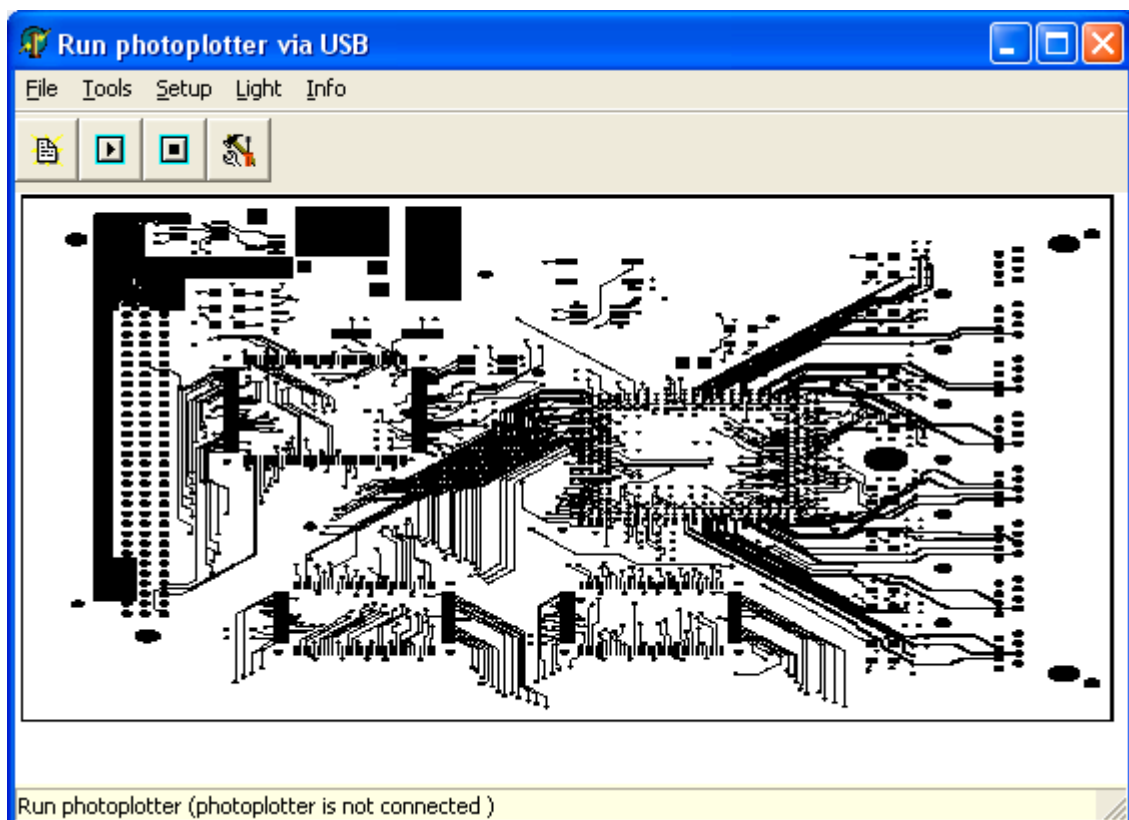 Run photoplotter via USB
File Tools Setup Light Info
Run photoplotter (photoplotter is not connected )